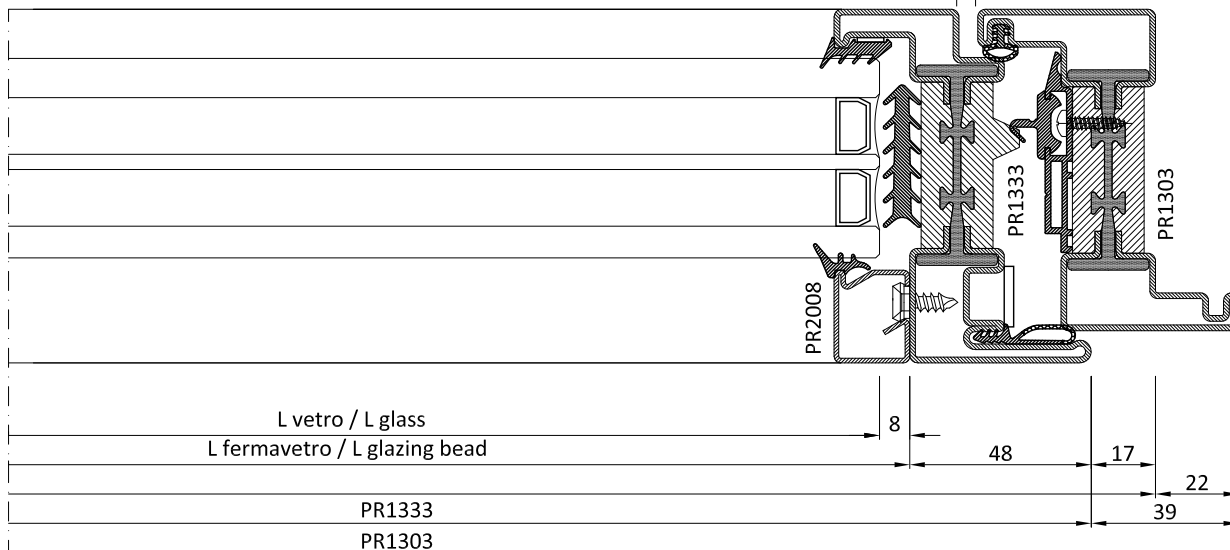 PR1333
PR1303
PR2008
L vetro / L glass
8
L fermavetro / L glazing bead
48
17
22
PR1333
39
PR1303